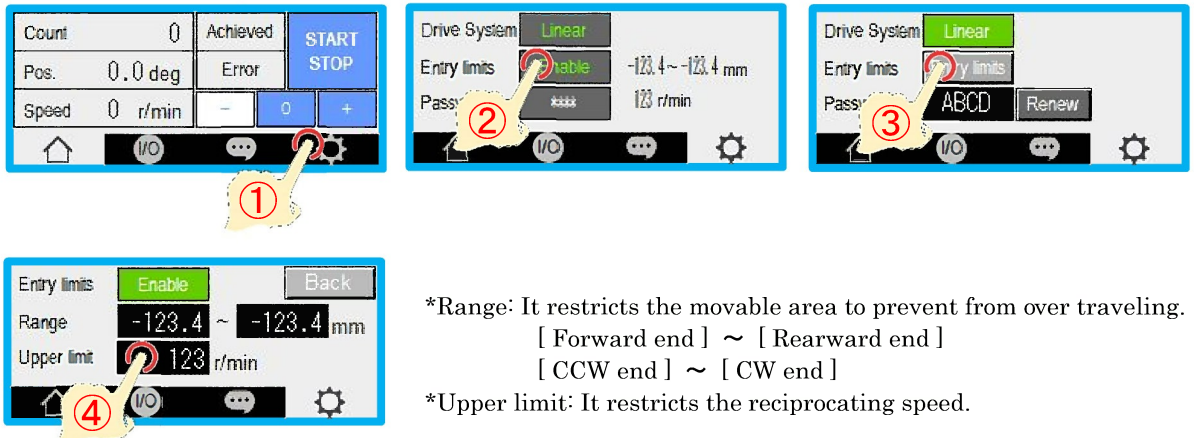 Count 0 Achieved START STOP
Pos. 0.0 deg Error
Speed 0 r/min - 0 +
I/O
①
Drive System Linear
Entry limits -123.4~-123.4 mm
**** 123 r/min
I/O
②
Drive System Linear
Entry limits
ABCD Renew
I/O
③
Entry limits Enable Back
Range -123.4 ~ -123.4 mm
Upper limit 123 r/min
I/O
④
*Range: It restricts the movable area to prevent from over traveling.
[ Forward end ] ~ [ Rearward end ]
[ CCW end ] ~ [ CW end ]
*Upper limit: It restricts the reciprocating speed.